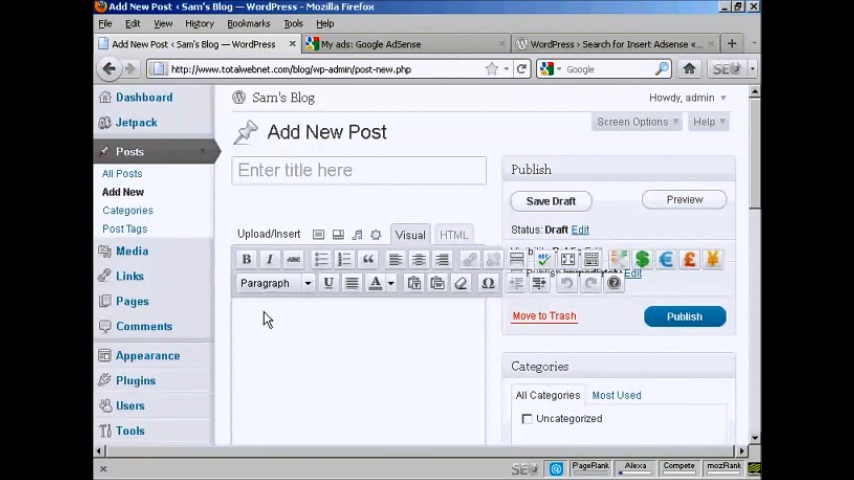 Add New Post ‹ Sam's Blog — WordPress - Mozilla Firefox
File Edit View History Bookmarks Tools Help
Add New Post ‹ Sam's Blog — WordPress × My ads: Google AdSense × WordPress › Search for Insert Adsense «... × +
http://www.totalwebnet.com/blog/wp-admin/post-new.php Google SEO
Dashboard
Jetpack
Posts
All Posts
Add New
Categories
Post Tags
Media
Links
Pages
Comments
Appearance
Plugins
Users
Tools
Sam's Blog
Howdy, admin
Screen Options Help
Add New Post
Enter title here
Upload/Insert Visual HTML
B I ABC
Paragraph U A Ω
Publish
Save Draft Preview
Status: Draft Edit
Edit
Move to Trash Publish
Categories
All Categories Most Used
Uncategorized
× SEO PageRank Alexa Compete mozRank